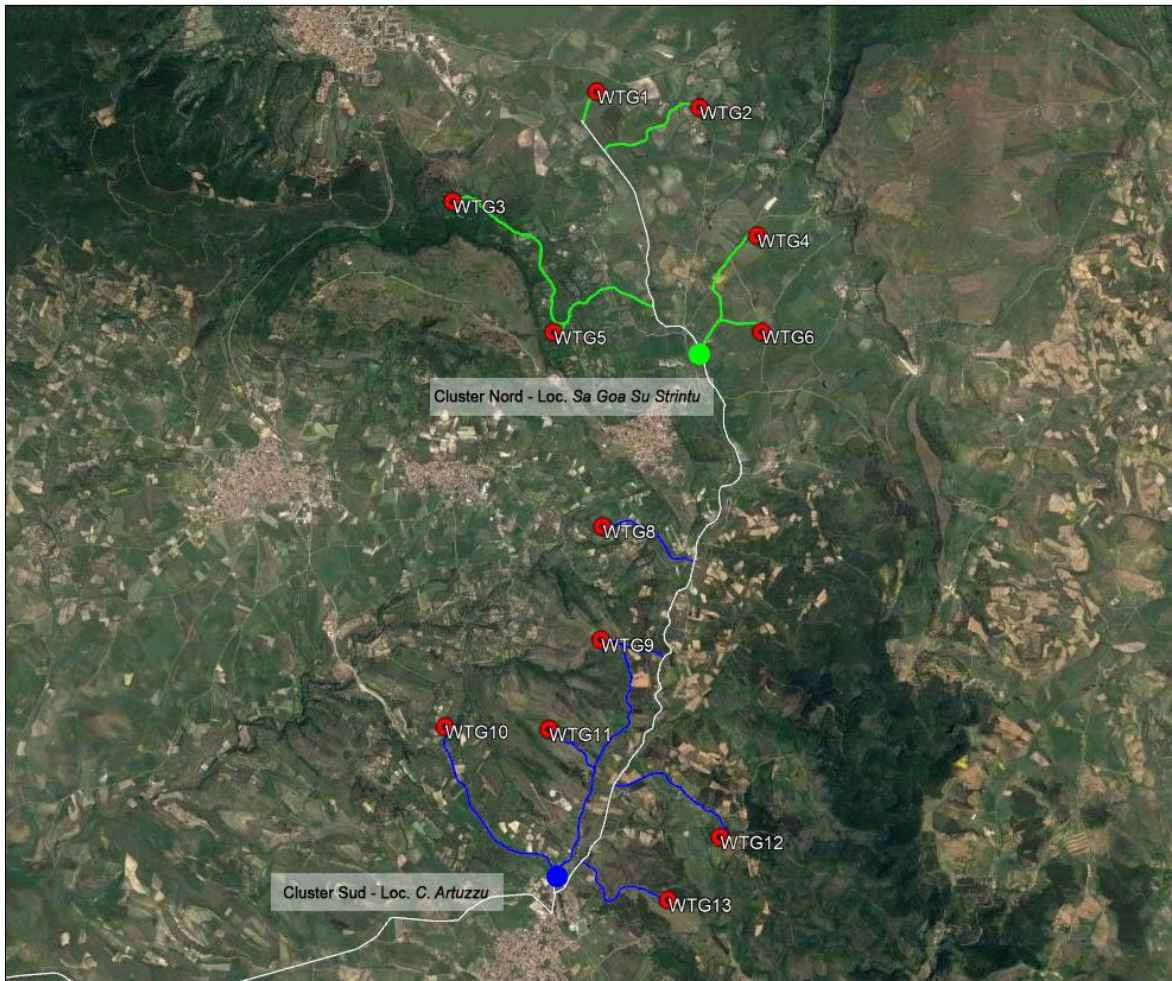 WTG1
WTG2
WTG3
WTG4
WTG5
WTG6
Cluster Nord - Loc. Sa Goa Su Strintu
WTG8
WTG9
WTG10
WTG11
WTG12
Cluster Sud - Loc. C. Artuzzu
WTG13